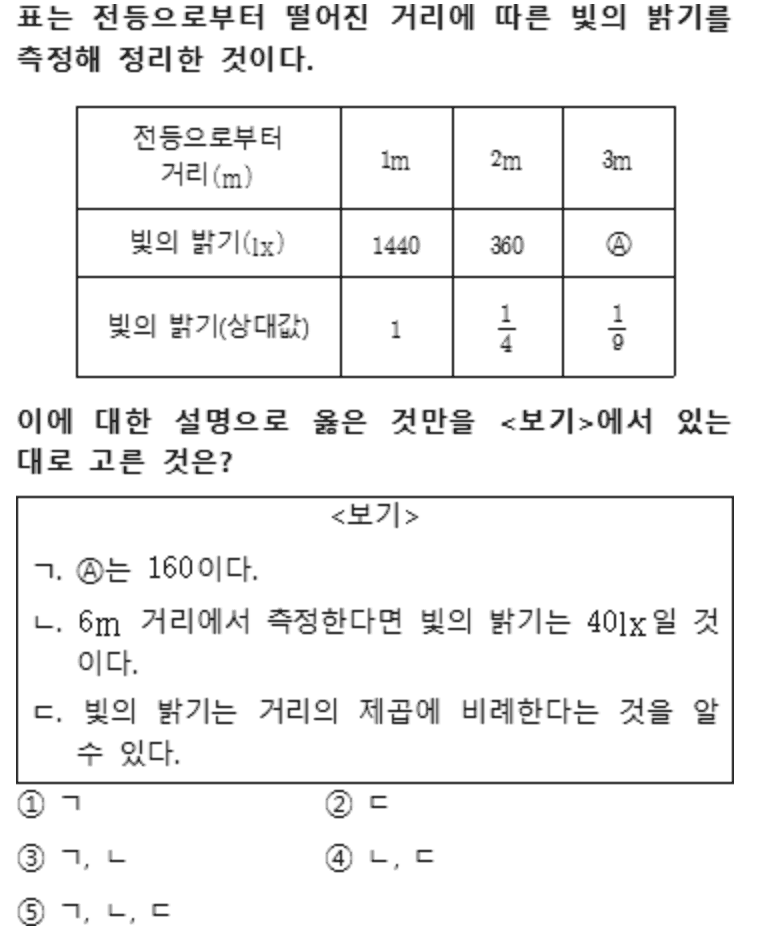 표는 전등으로부터 떨어진 거리에 따른 빛의 밝기를
측정해 정리한 것이다.
전등으로부터
거리(m) 1m 2m 3m
빛의 밝기(lx) 1440 360 Ⓐ
빛의 밝기(상대값) 1 1/4 1/9
이에 대한 설명으로 옳은 것만을 <보기>에서 있는
대로 고른 것은?
<보기>
ㄱ. Ⓐ는 160이다.
ㄴ. 6m 거리에서 측정한다면 빛의 밝기는 40lx일 것
이다.
ㄷ. 빛의 밝기는 거리의 제곱에 비례한다는 것을 알
수 있다.
① ㄱ ② ㄷ
③ ㄱ, ㄴ ④ ㄴ, ㄷ
⑤ ㄱ, ㄴ, ㄷ